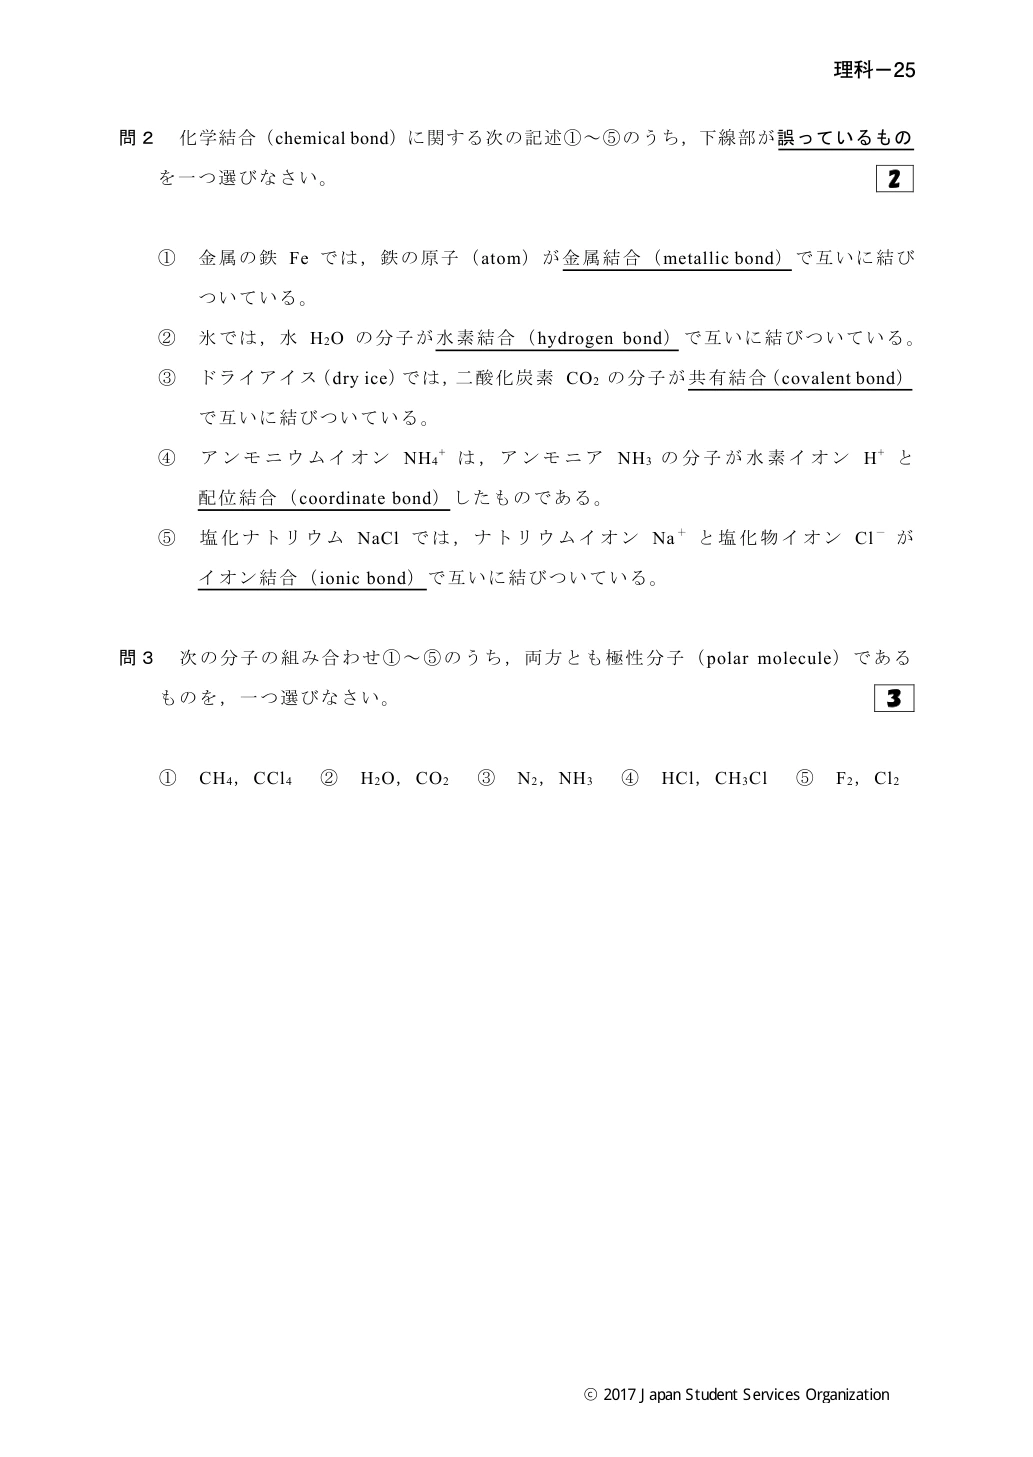 理科－25
問2 化学結合（chemical bond）に関する次の記述①～⑤のうち，下線部が誤っているもの
を一つ選びなさい。 2
① 金属の鉄 Fe では，鉄の原子（atom）が金属結合（metallic bond）で互いに結び
ついている。
② 氷では，水 H₂O の分子が水素結合（hydrogen bond）で互いに結びついている。
③ ドライアイス（dry ice）では，二酸化炭素 CO₂ の分子が共有結合（covalent bond）
で互いに結びついている。
④ アンモニウムイオン NH₄⁺ は，アンモニア NH₃ の分子が水素イオン H⁺ と
配位結合（coordinate bond）したものである。
⑤ 塩化ナトリウム NaCl では，ナトリウムイオン Na⁺ と塩化物イオン Cl⁻ が
イオン結合（ionic bond）で互いに結びついている。
問3 次の分子の組み合わせ①～⑤のうち，両方とも極性分子（polar molecule）である
ものを，一つ選びなさい。 3
① CH₄，CCl₄ ② H₂O，CO₂ ③ N₂，NH₃ ④ HCl，CH₃Cl ⑤ F₂，Cl₂
© 2017 Japan Student Services Organization